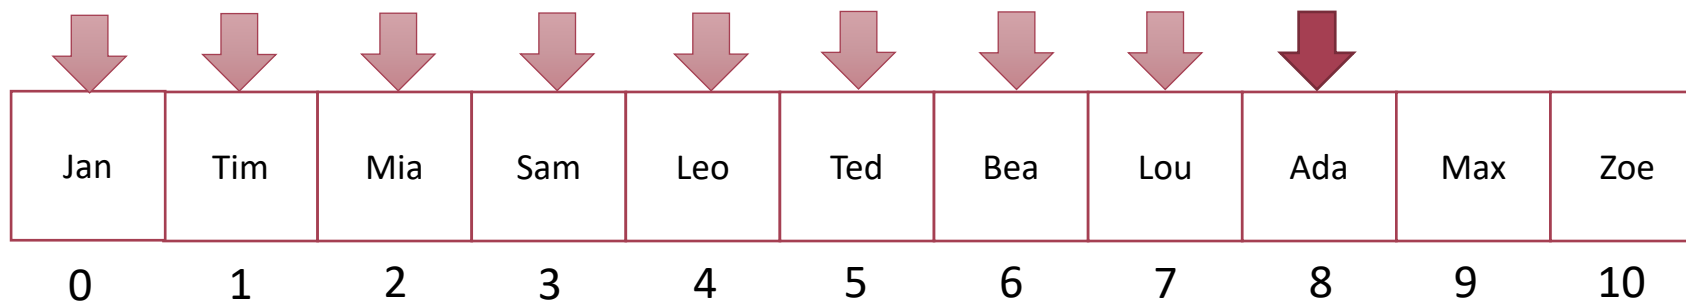 Jan Tim Mia Sam Leo Ted Bea Lou Ada Max Zoe
0 1 2 3 4 5 6 7 8 9 10